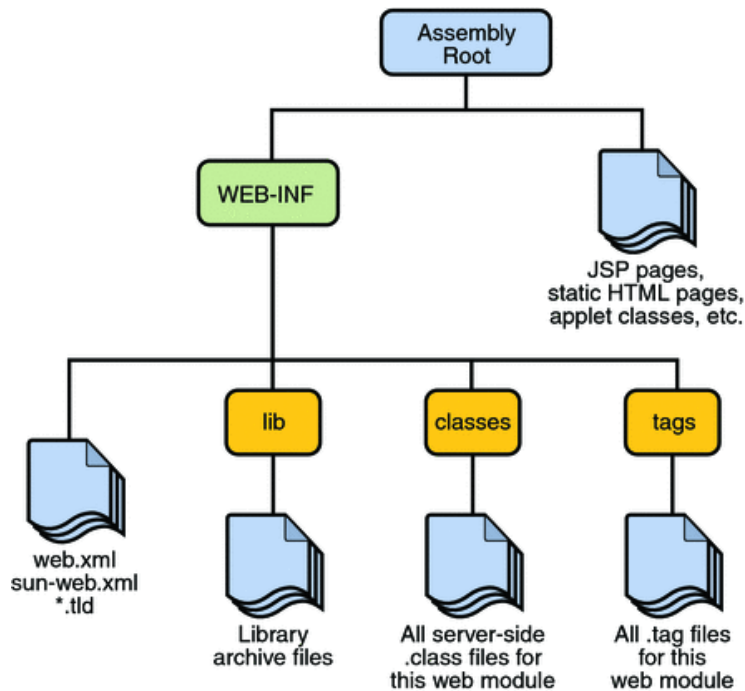 Assembly
Root
WEB-INF
JSP pages,
static HTML pages,
applet classes, etc.
lib
classes
tags
web.xml
sun-web.xml
*.tld
Library
archive files
All server-side
.class files for
this web module
All .tag files
for this
web module